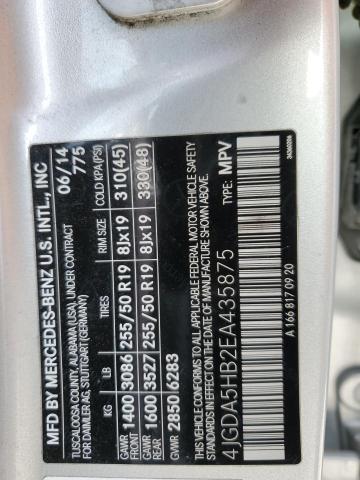 MFD BY MERCEDES-BENZ U.S. INTL., INC
TUSCALOOSA COUNTY, ALABAMA (USA), UNDER CONTRACT
FOR DAIMLER AG, STUTTGART (GERMANY)
06/14
775
KG LB TIRES RIM SIZE COLD KPA(PSI)
GAWR FRONT 1400 3086 255/50 R19 8Jx19 310(45)
GAWR REAR 1600 3527 255/50 R19 8Jx19 330(48)
GVWR 2850 6283
THIS VEHICLE CONFORMS TO ALL APPLICABLE FEDERAL MOTOR VEHICLE SAFETY
STANDARDS IN EFFECT ON THE DATE OF MANUFACTURE SHOWN ABOVE.
4JGDA5HB2EA435875 TYPE: MPV
A 166 817 09 20